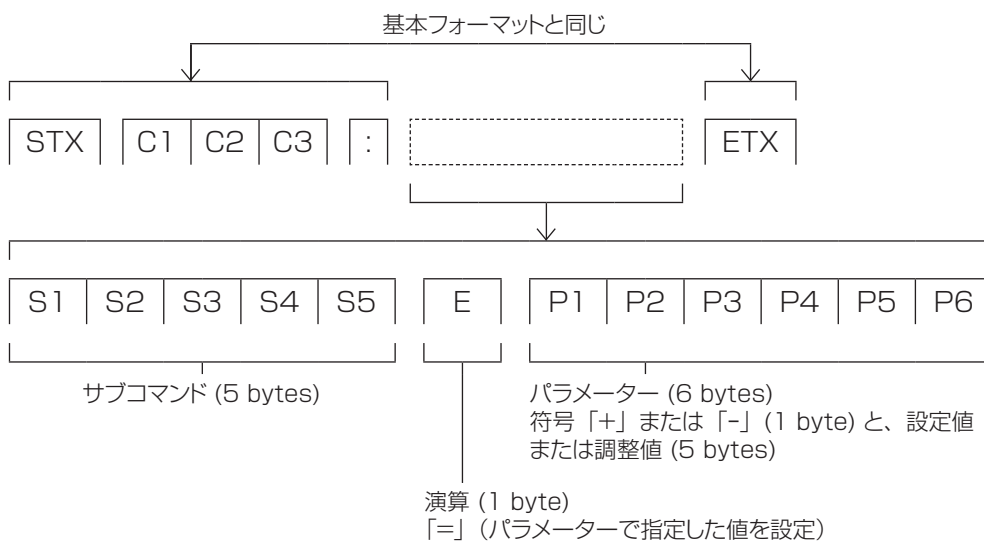 基本フォーマットと同じ
STX C1 C2 C3 : ETX
S1 S2 S3 S4 S5 E P1 P2 P3 P4 P5 P6
サブコマンド (5 bytes)
パラメーター (6 bytes)
符号「+」または「-」(1 byte) と、設定値
または調整値 (5 bytes)
演算 (1 byte)
「=」（パラメーターで指定した値を設定）